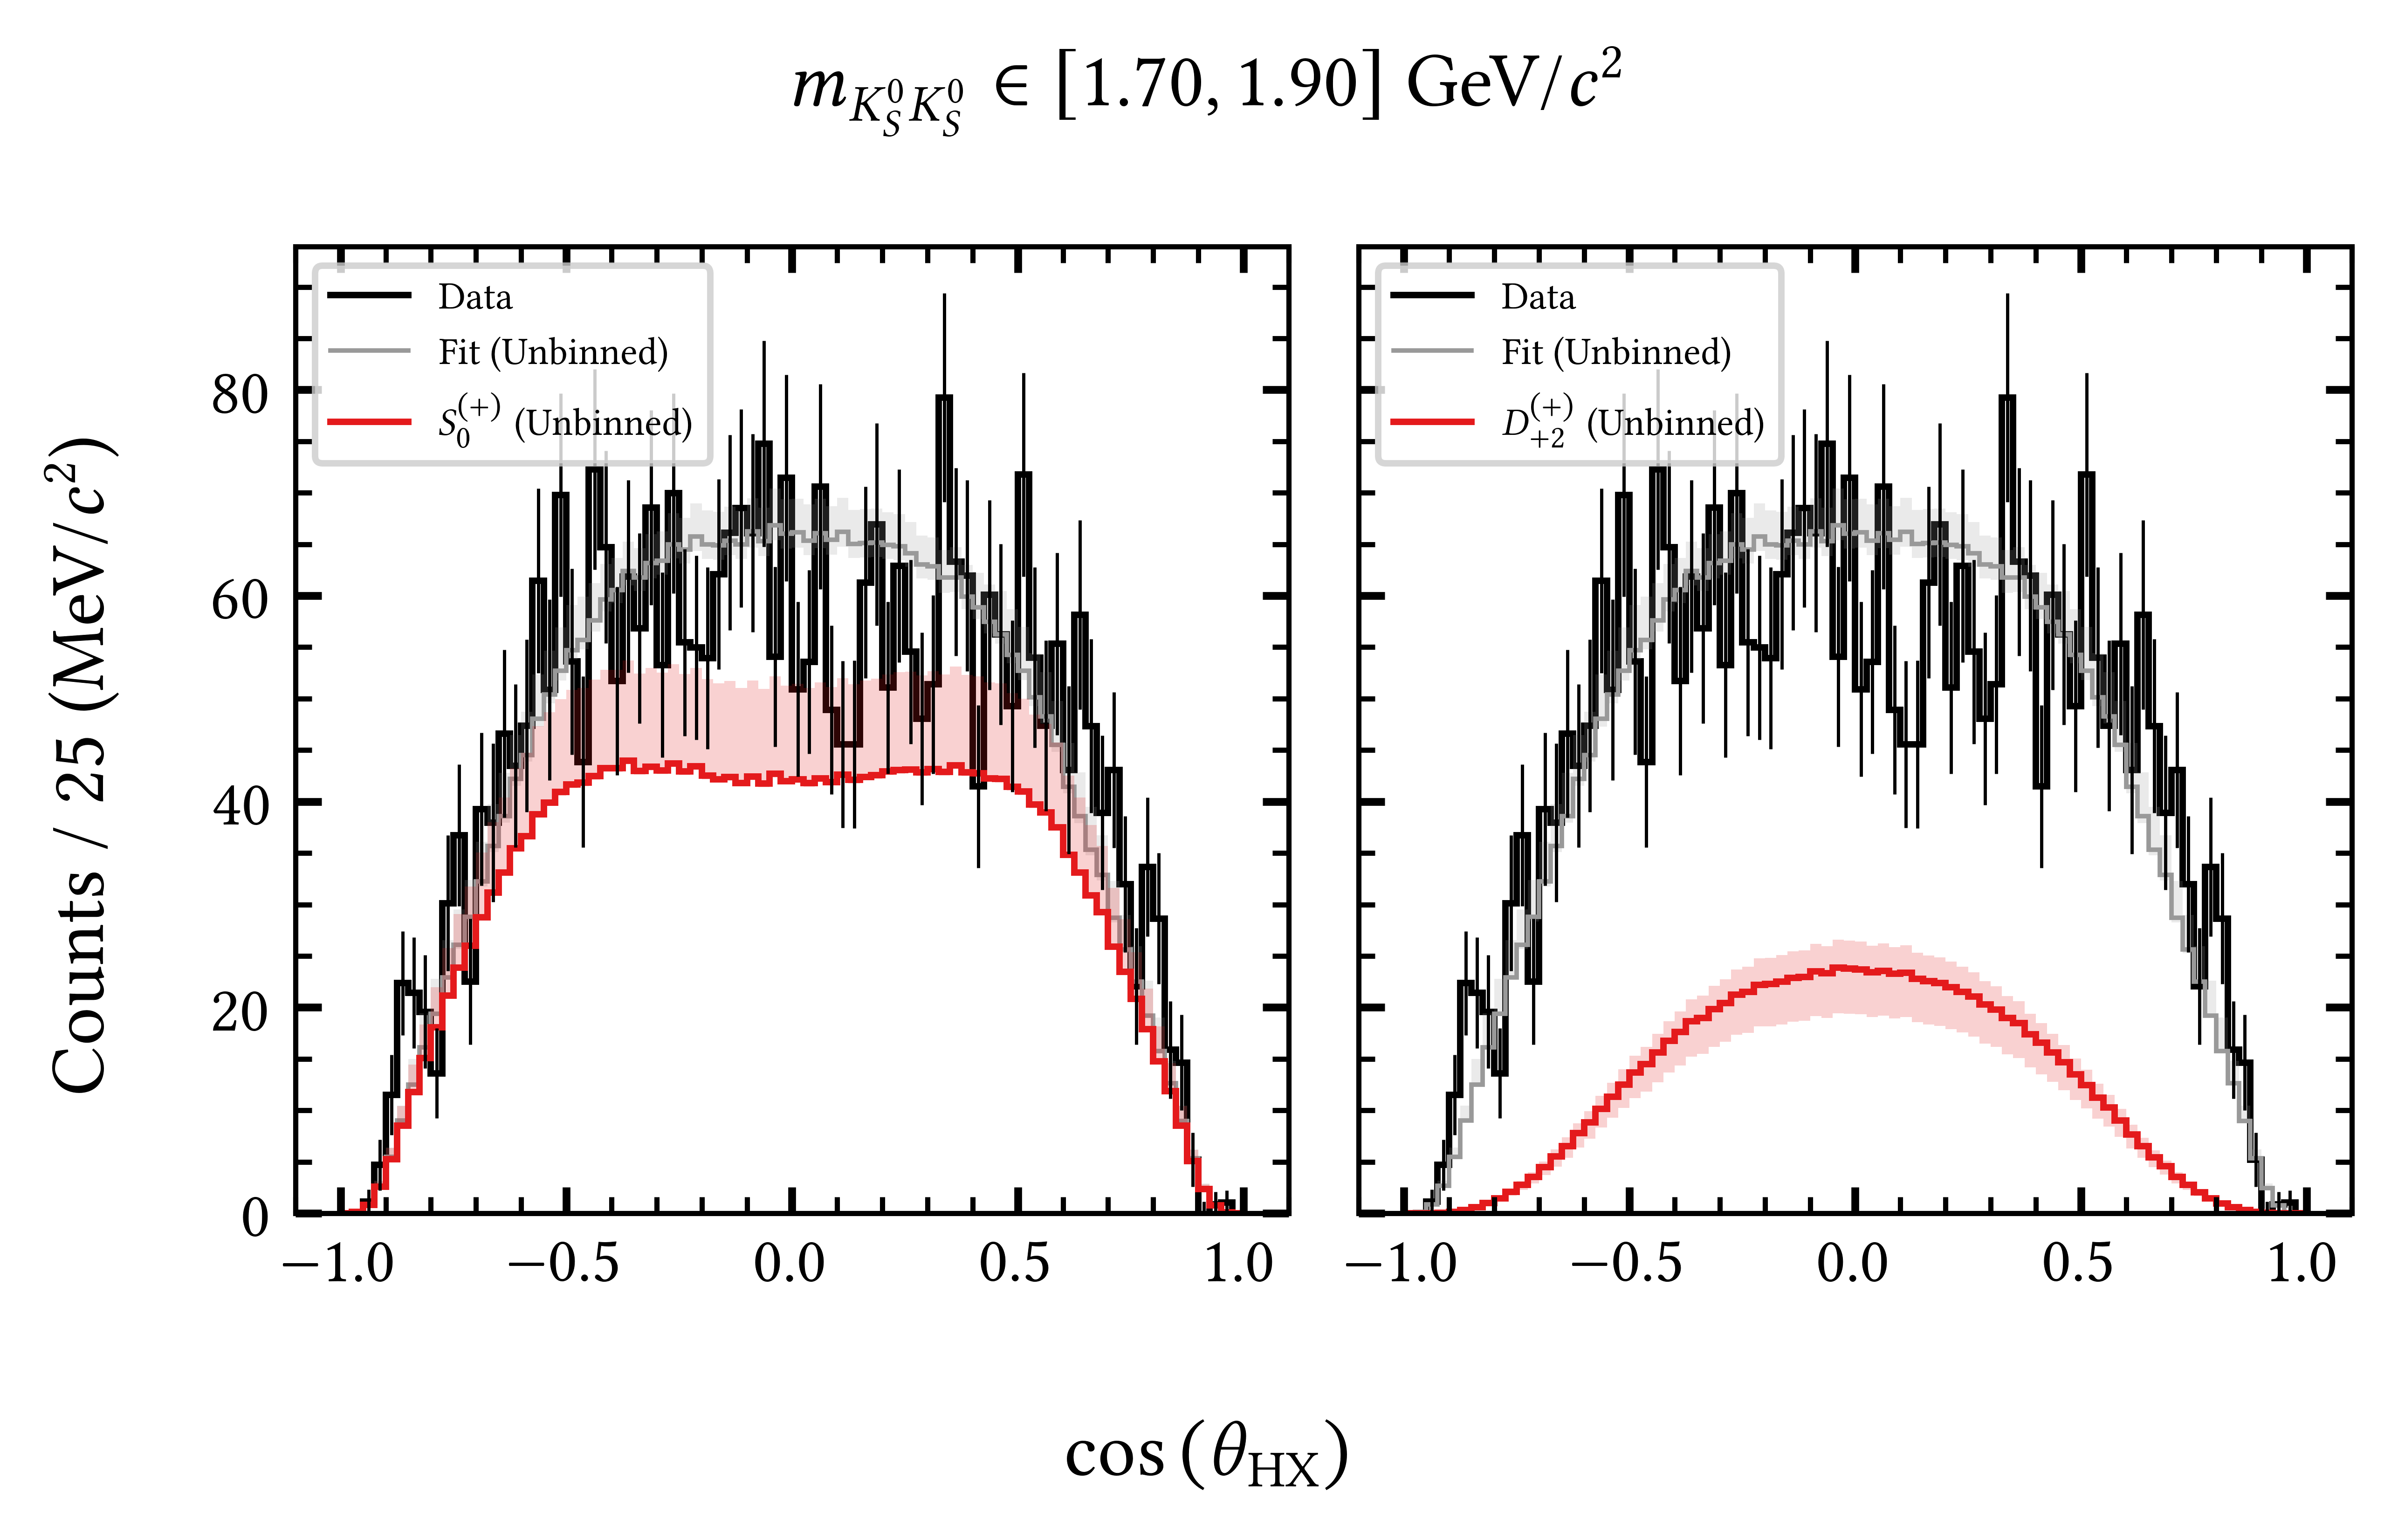 m_{K_S^0 K_S^0} ∈ [1.70, 1.90] GeV/c²
Counts / 25 (MeV/c²)
80
60
40
20
0
Data
Fit (Unbinned)
S_0^{(+)} (Unbinned)
−1.0 −0.5 0.0 0.5 1.0
Data
Fit (Unbinned)
D_{+2}^{(+)} (Unbinned)
−1.0 −0.5 0.0 0.5 1.0
cos (θ_{HX})